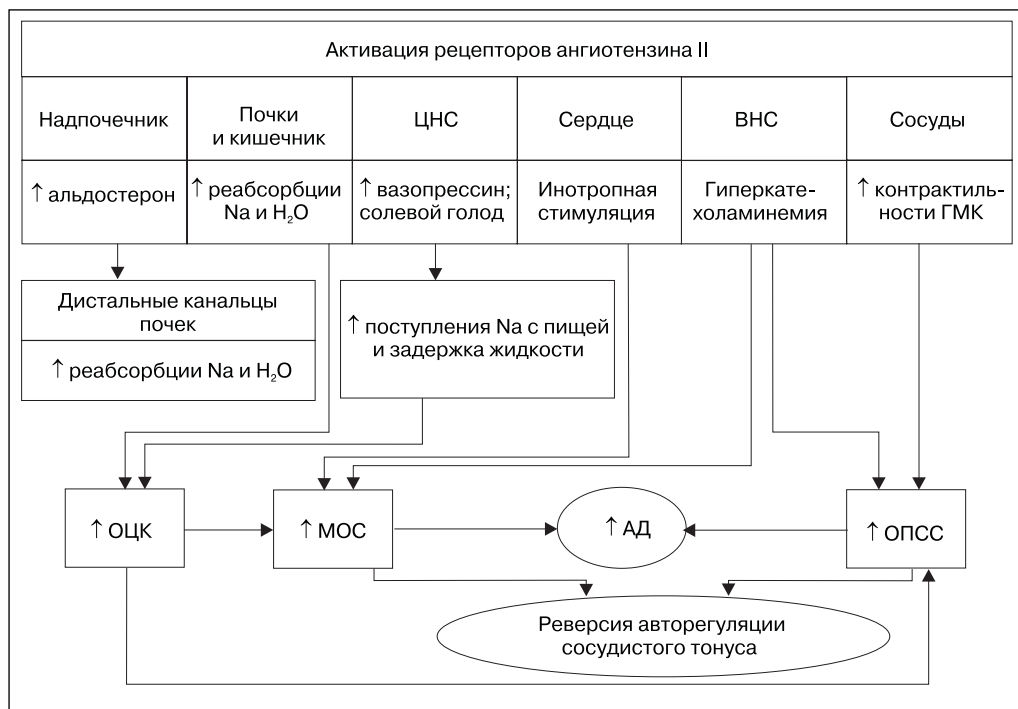 Активация рецепторов ангиотензина II
Надпочечник
Почки
и кишечник
ЦНС
Сердце
ВНС
Сосуды
↑ альдостерон
↑ реабсорбции
Na и H₂O
↑ вазопрессин;
солевой голод
Инотропная
стимуляция
Гиперкате-
холаминемия
↑ контрактиль-
ности ГМК
Дистальные канальцы
почек
↑ реабсорбции Na и H₂O
↑ поступления Na с пищей
и задержка жидкости
↑ ОЦК
↑ МОС
↑ АД
↑ ОПСС
Реверсия авторегуляции
сосудистого тонуса